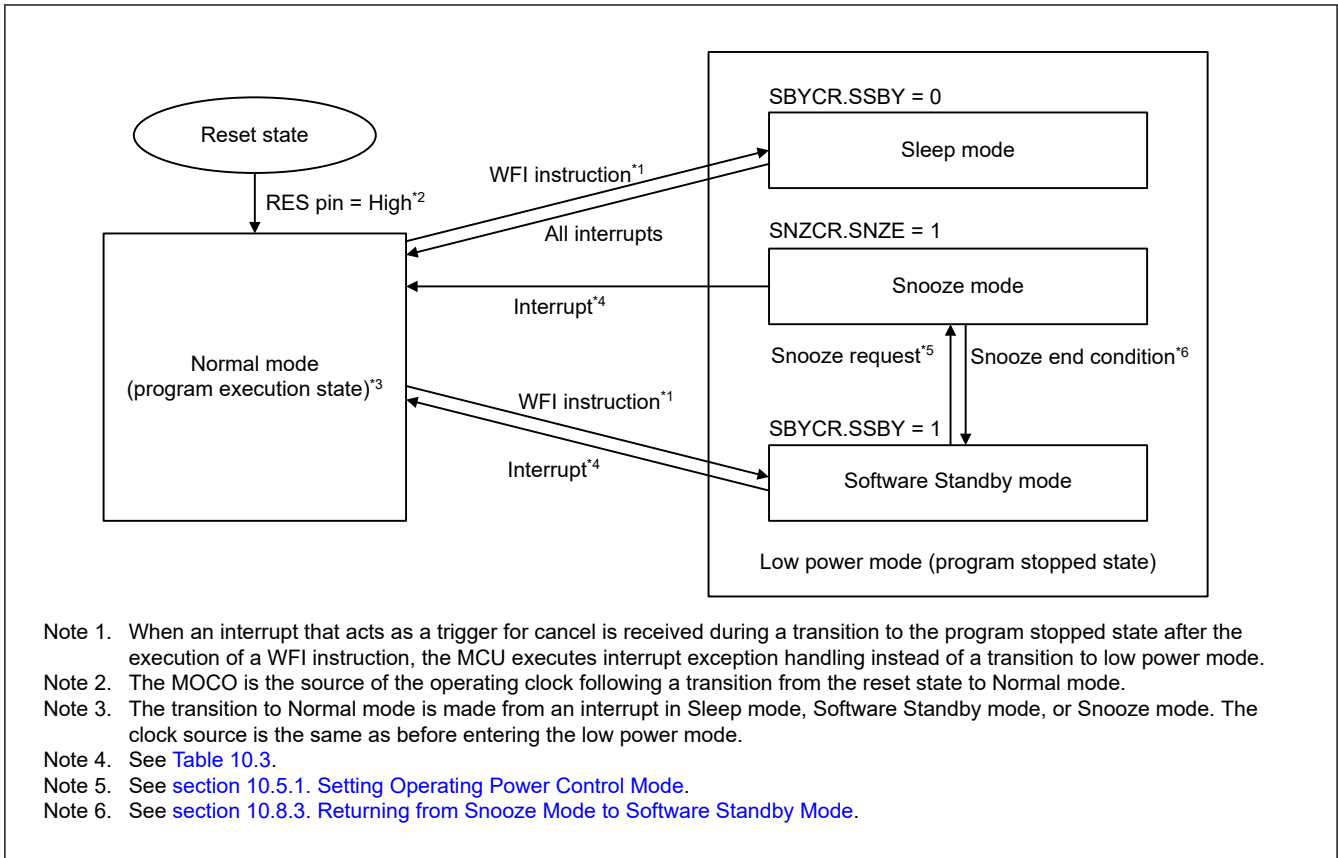 Reset state
RES pin = High*2
Normal mode
(program execution state)*3
WFI instruction*1
All interrupts
Interrupt*4
WFI instruction*1
Interrupt*4
SBYCR.SSBY = 0
Sleep mode
SNZCR.SNZE = 1
Snooze mode
Snooze request*5
Snooze end condition*6
SBYCR.SSBY = 1
Software Standby mode
Low power mode (program stopped state)
Note 1. When an interrupt that acts as a trigger for cancel is received during a transition to the program stopped state after the
execution of a WFI instruction, the MCU executes interrupt exception handling instead of a transition to low power mode.
Note 2. The MOCO is the source of the operating clock following a transition from the reset state to Normal mode.
Note 3. The transition to Normal mode is made from an interrupt in Sleep mode, Software Standby mode, or Snooze mode. The
clock source is the same as before entering the low power mode.
Note 4. See Table 10.3.
Note 5. See section 10.5.1. Setting Operating Power Control Mode.
Note 6. See section 10.8.3. Returning from Snooze Mode to Software Standby Mode.